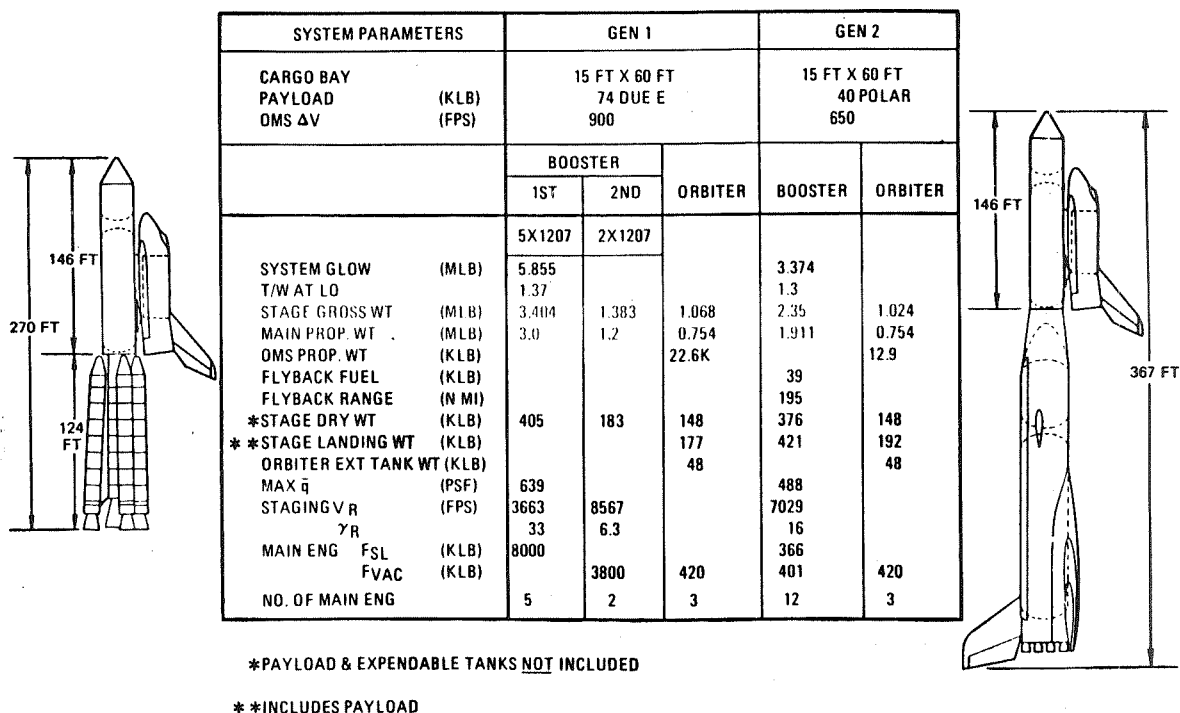 SYSTEM PARAMETERS GEN 1 GEN 2
CARGO BAY 15 FT X 60 FT 15 FT X 60 FT
PAYLOAD (KLB) 74 DUE E 40 POLAR
OMS ΔV (FPS) 900 650
BOOSTER
1ST 2ND ORBITER BOOSTER ORBITER
5X1207 2X1207
SYSTEM GLOW (MLB) 5.855 3.374
T/W AT LO 1.37 1.3
STAGE GROSS WT (MLB) 3.404 1.383 1.068 2.35 1.024
MAIN PROP. WT (MLB) 3.0 1.2 0.754 1.911 0.754
OMS PROP. WT (KLB) 22.6K 12.9
FLYBACK FUEL (KLB) 39
FLYBACK RANGE (N MI) 195
*STAGE DRY WT (KLB) 405 183 148 376 148
**STAGE LANDING WT (KLB) 177 421 192
ORBITER EXT TANK WT (KLB) 48 48
MAX q̄ (PSF) 639 488
STAGING V R (FPS) 3663 8567 7029
γR 33 6.3 16
MAIN ENG FSL (KLB) 8000 366
FVAC (KLB) 3800 420 401 420
NO. OF MAIN ENG 5 2 3 12 3
146 FT
270 FT
124
FT
146 FT
367 FT
*PAYLOAD & EXPENDABLE TANKS NOT INCLUDED
**INCLUDES PAYLOAD